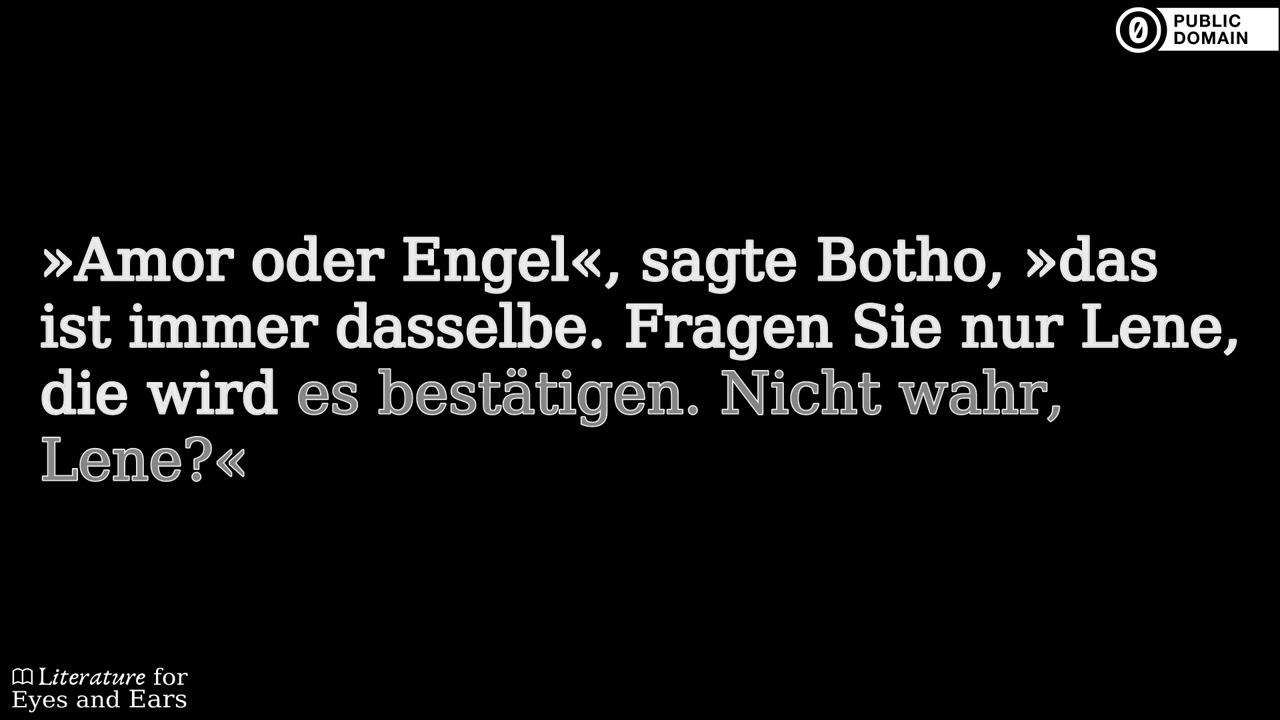 PUBLIC
DOMAIN
»Amor oder Engel«, sagte Botho, »das
ist immer dasselbe. Fragen Sie nur Lene,
die wird es bestätigen. Nicht wahr,
Lene?«
Literature for
Eyes and Ears